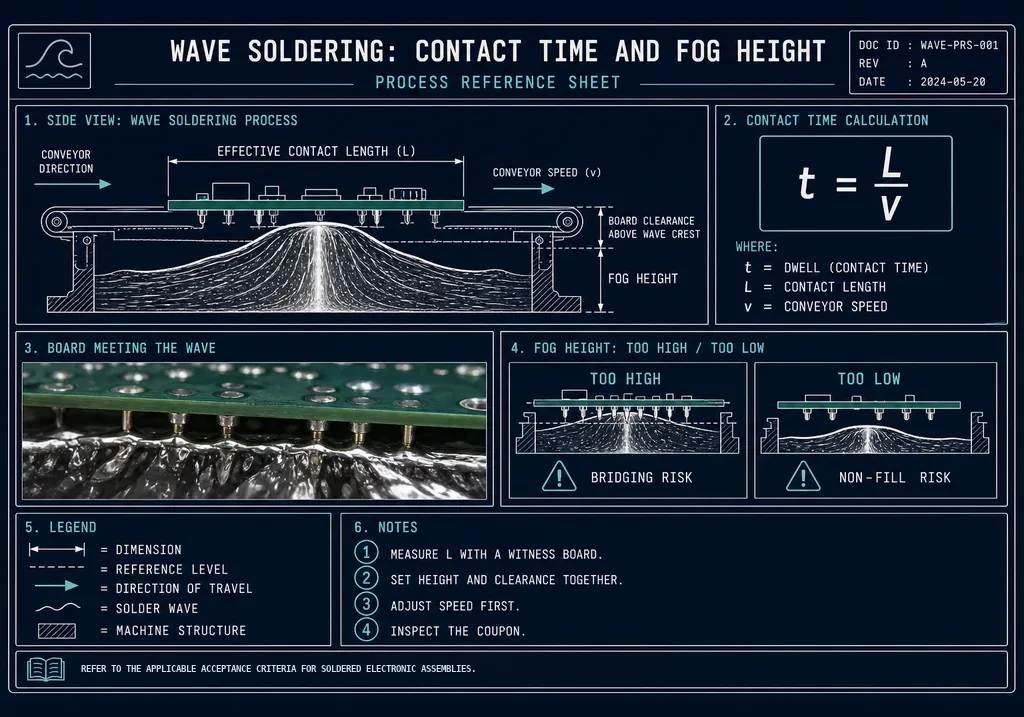 WAVE SOLDERING: CONTACT TIME AND FOG HEIGHT
PROCESS REFERENCE SHEET
DOC ID : WAVE-PRS-001
REV : A
DATE : 2024-05-20
1. SIDE VIEW: WAVE SOLDERING PROCESS
CONVEYOR
DIRECTION
EFFECTIVE CONTACT LENGTH (L)
CONVEYOR SPEED (v)
BOARD CLEARANCE
ABOVE WAVE CREST
FOG HEIGHT
2. CONTACT TIME CALCULATION
t = L
v
WHERE:
t = DWELL (CONTACT TIME)
L = CONTACT LENGTH
v = CONVEYOR SPEED
3. BOARD MEETING THE WAVE
4. FOG HEIGHT: TOO HIGH / TOO LOW
TOO HIGH
BRIDGING RISK
TOO LOW
NON-FILL RISK
5. LEGEND
= DIMENSION
= REFERENCE LEVEL
= DIRECTION OF TRAVEL
= SOLDER WAVE
= MACHINE STRUCTURE
6. NOTES
1 MEASURE L WITH A WITNESS BOARD.
2 SET HEIGHT AND CLEARANCE TOGETHER.
3 ADJUST SPEED FIRST.
4 INSPECT THE COUPON.
REFER TO THE APPLICABLE ACCEPTANCE CRITERIA FOR SOLDERED ELECTRONIC ASSEMBLIES.